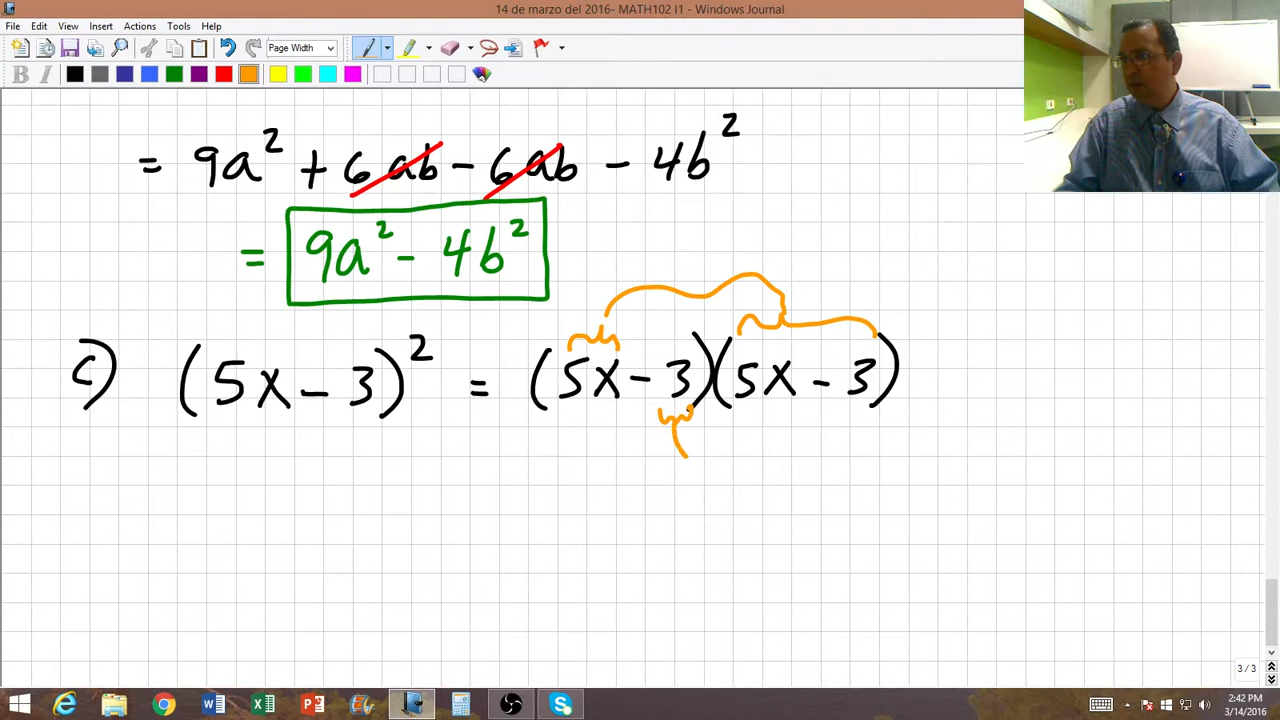 14 de marzo del 2016- MATH102 I1 - Windows Journal
File Edit View Insert Actions Tools Help
Page Width
B I
= 9a² + 6ab - 6ab - 4b²
= 9a² - 4b²
c) (5x - 3)² = (5x - 3)(5x - 3)
3 / 3
2:42 PM
3/14/2016